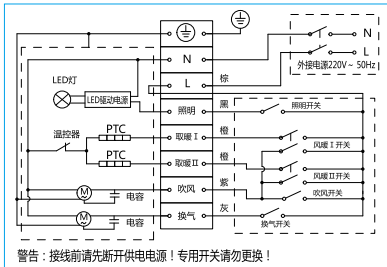 N
N
L
L
棕
外接电源220V~ 50Hz
LED灯
LED驱动电源
照明
黑
照明开关
温控器
PTC
取暖Ⅰ
橙
风暖Ⅰ开关
PTC
取暖Ⅱ
橙
风暖Ⅱ开关
M
电容
吹风
紫
吹风开关
M
电容
换气
灰
换气开关
警告：接线前请先断开供电电源！专用开关请勿更换！